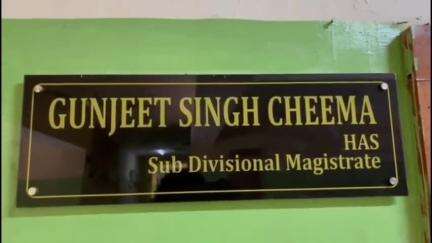 GUNJEET SINGH CHEEMA
HAS
Sub Divisional Magistrate